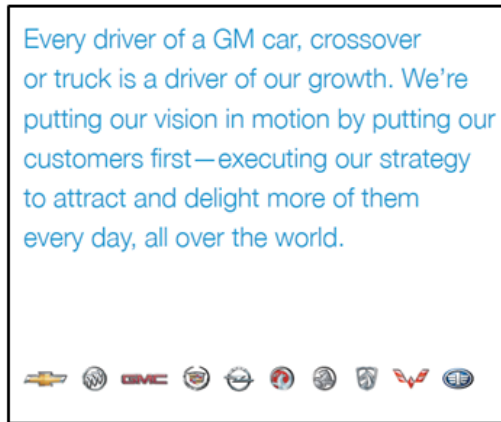 Every driver of a GM car, crossover
or truck is a driver of our growth. We’re
putting our vision in motion by putting our
customers first—executing our strategy
to attract and delight more of them
every day, all over the world.
GMC